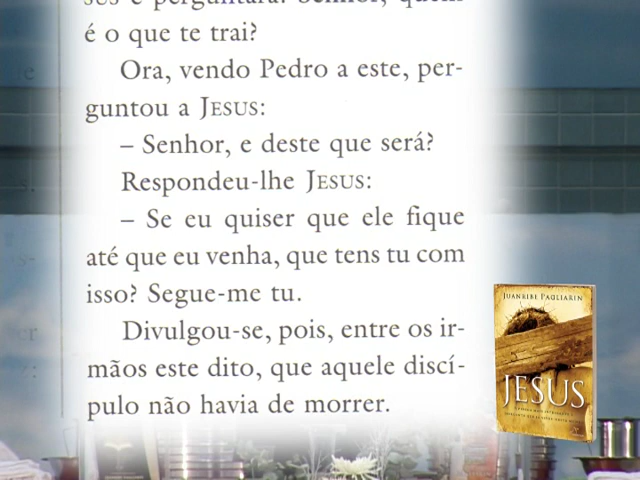 é o que te trai?
Ora, vendo Pedro a este, per-
guntou a JESUS:
– Senhor, e deste que será?
Respondeu-lhe JESUS:
– Se eu quiser que ele fique
até que eu venha, que tens tu com
isso? Segue-me tu.
Divulgou-se, pois, entre os ir-
mãos este dito, que aquele discí-
pulo não havia de morrer.
JUANRIBE PAGLIARIN
JESUS